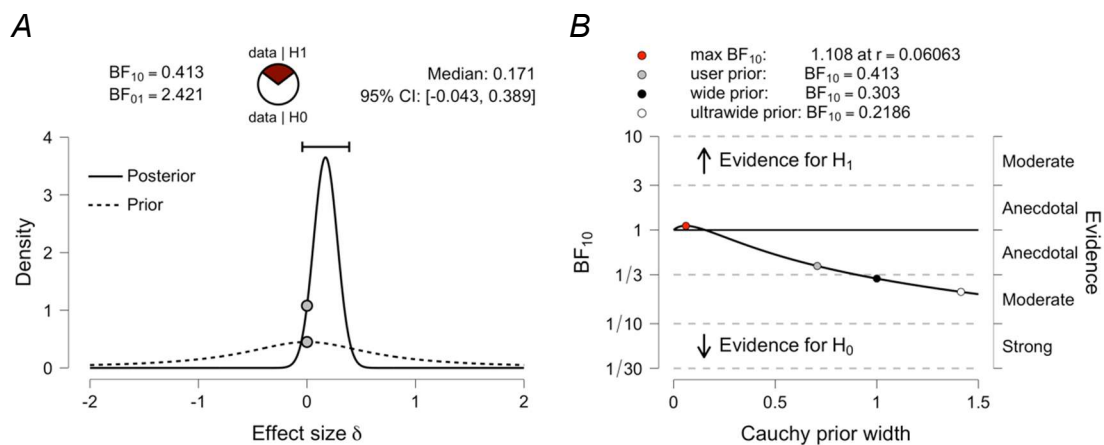 A
data | H1
BF10 = 0.413
BF01 = 2.421
data | H0
Median: 0.171
95% CI: [-0.043, 0.389]
4
3
2
1
0
Density
Posterior
Prior
-2
-1
0
1
2
Effect size δ
B
max BF10: 1.108 at r = 0.06063
user prior: BF10 = 0.413
wide prior: BF10 = 0.303
ultrawide prior: BF10 = 0.2186
10
3
1
1/3
1/10
1/30
BF10
Evidence for H1
Evidence for H0
Moderate
Anecdotal
Anecdotal
Moderate
Strong
Evidence
0
0.5
1
1.5
Cauchy prior width